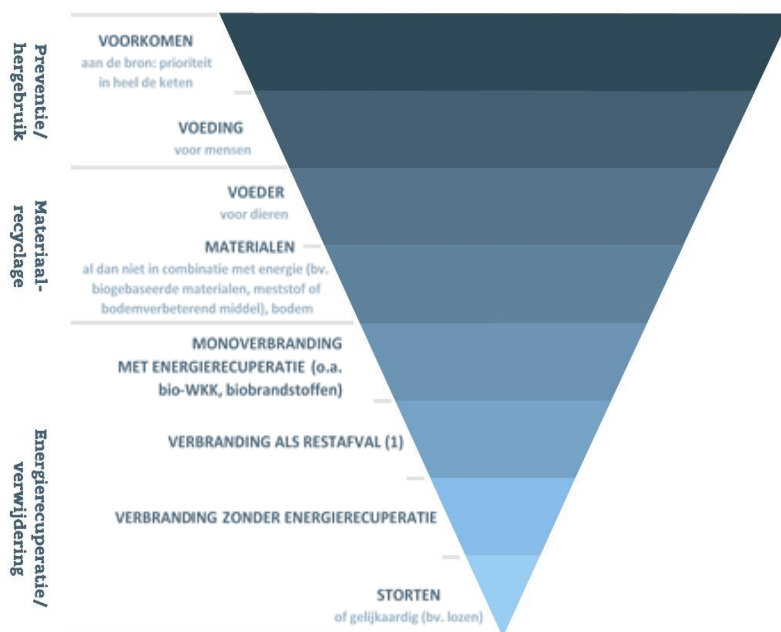 Preventie/
hergebruik
VOORKOMEN
aan de bron: prioriteit
in heel de keten
VOEDING
voor mensen
Materiaal-
recyclage
VOEDER
voor dieren
MATERIALEN
al dan niet in combinatie met energie (bv.
biogebaseerde materialen, meststof of
bodemverbeterend middel), bodem
Energierecuperatie/
verwijdering
MONOVERBRANDING
MET ENERGIERECUPERATIE (o.a.
bio-WKK, biobrandstoffen)
VERBRANDING ALS RESTAFVAL (1)
VERBRANDING ZONDER ENERGIERECUPERATIE
STORTEN
of gelijkaardig (bv. lozen)